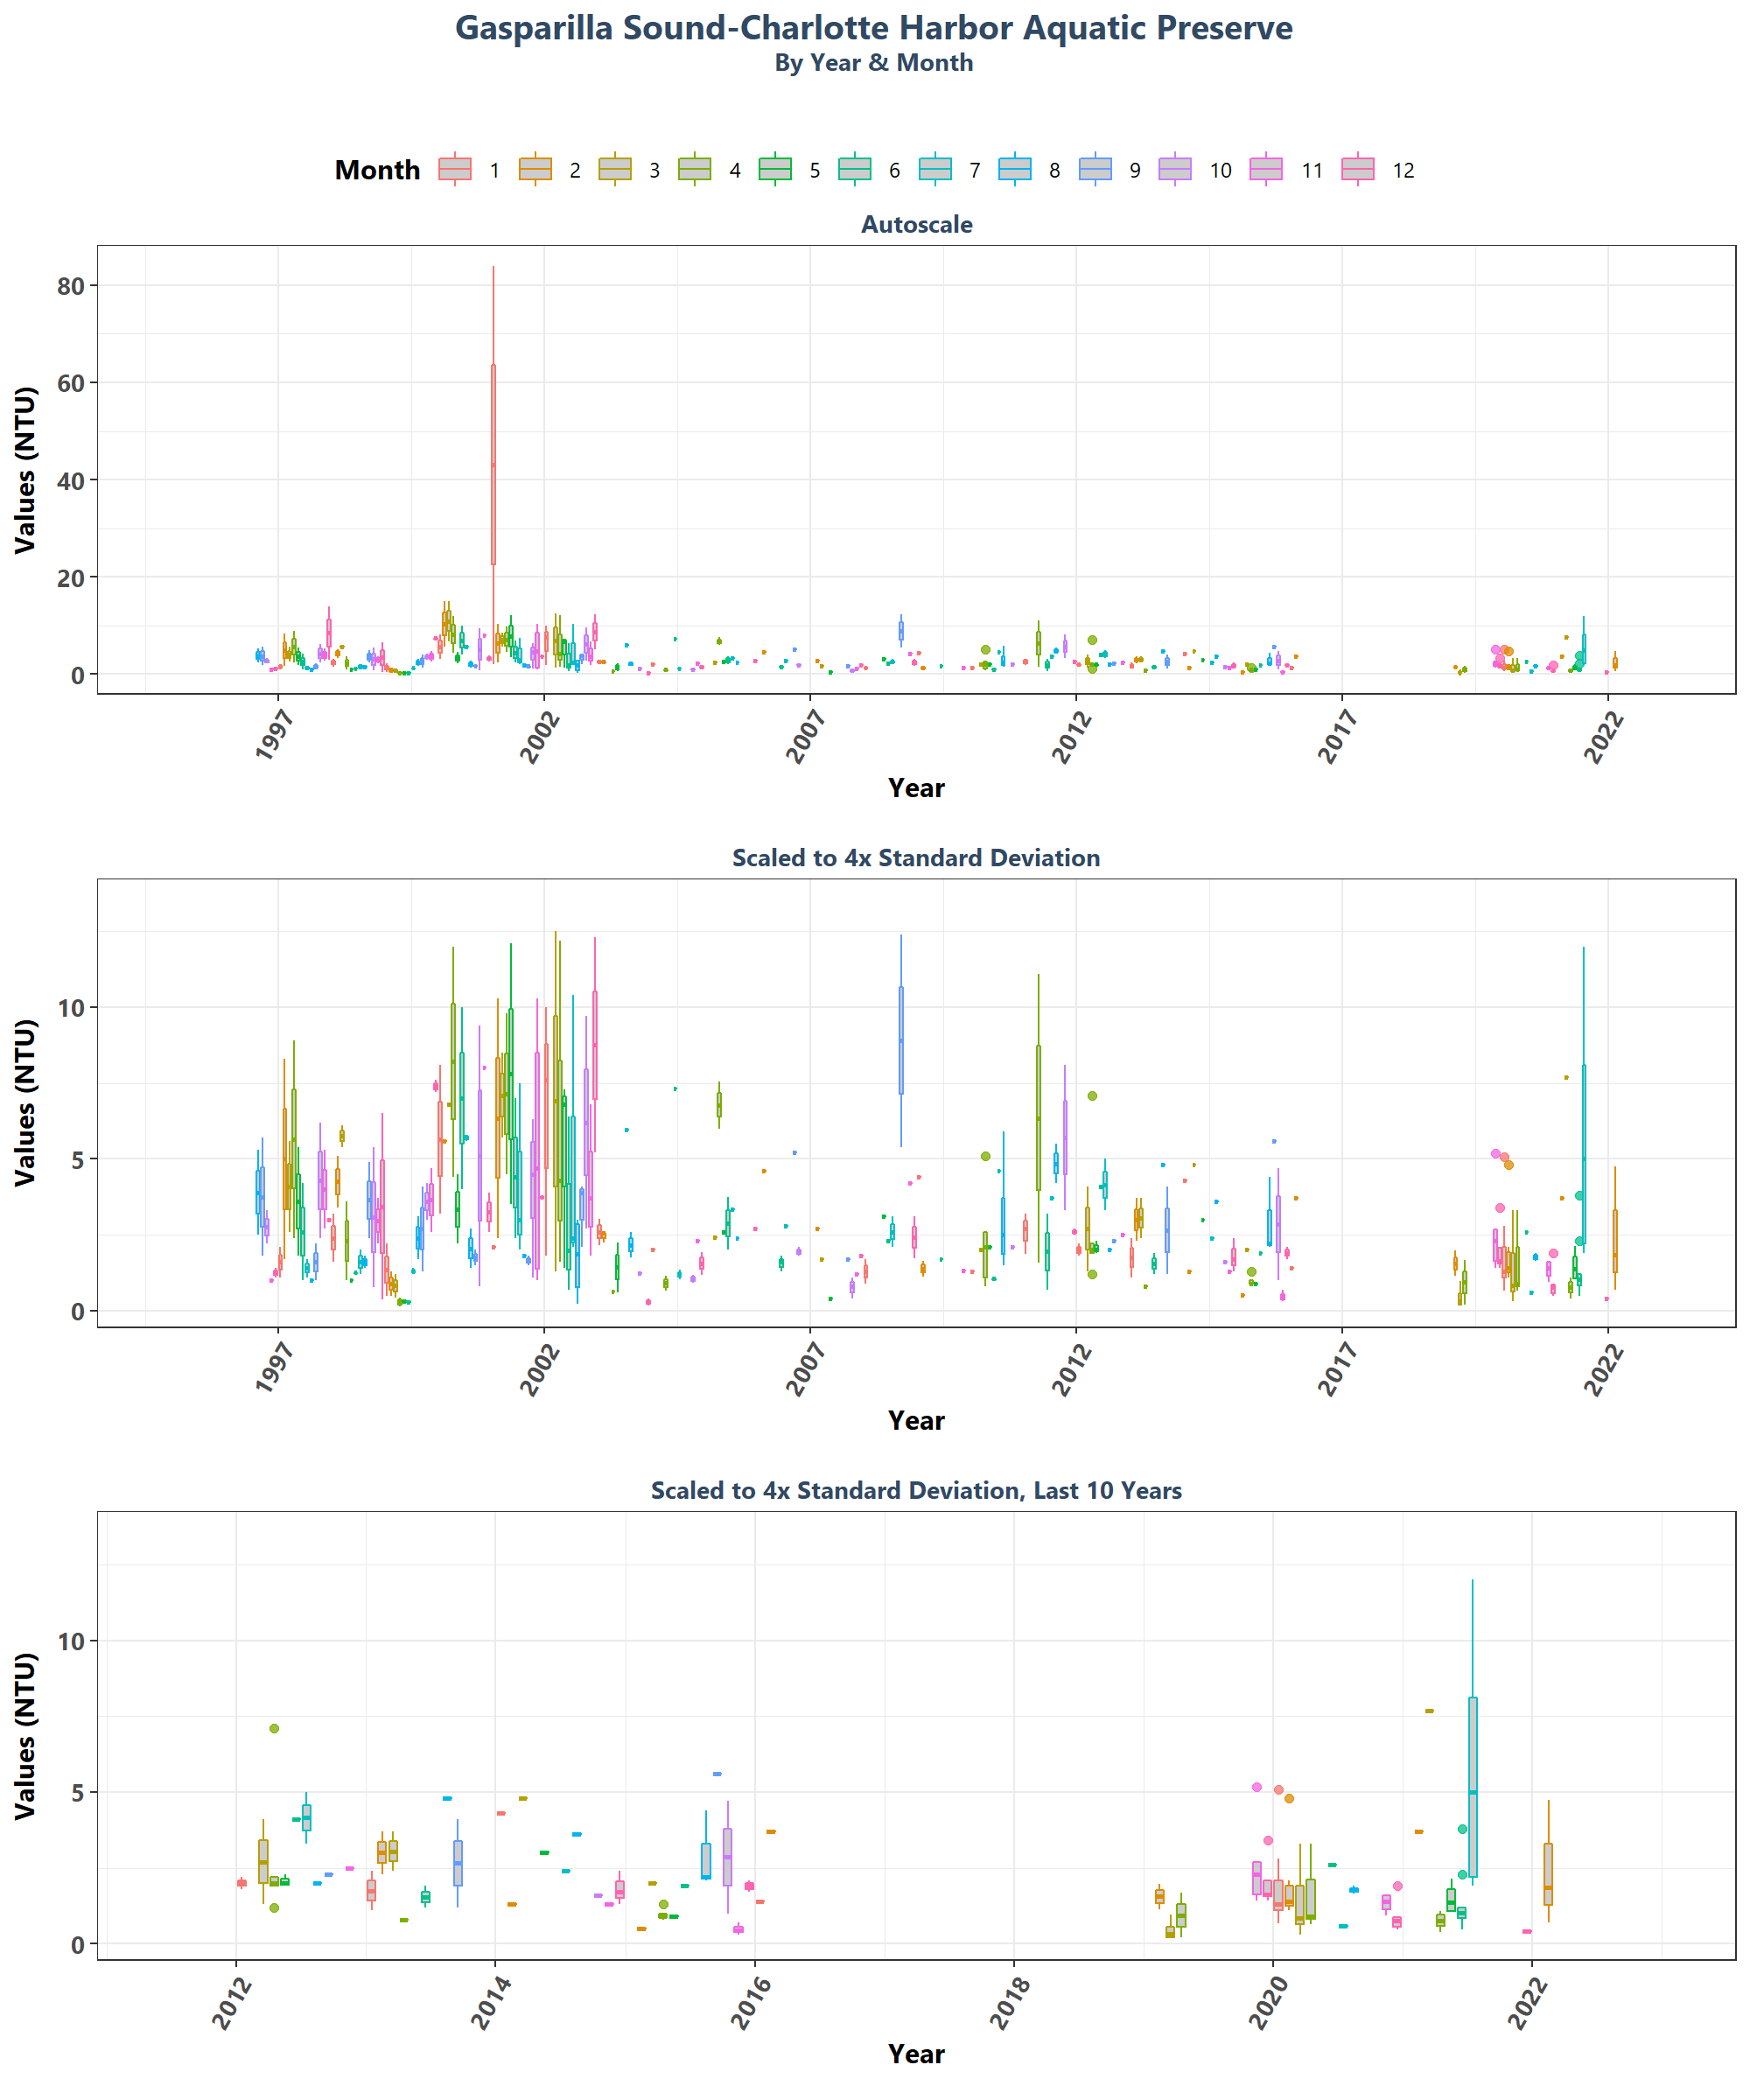 Gasparilla Sound-Charlotte Harbor Aquatic Preserve
By Year & Month
Month 1 2 3 4 5 6 7 8 9 10 11 12
Autoscale
Values (NTU)
80
60
40
20
0
1997 2002 2007 2012 2017 2022
Year
Scaled to 4x Standard Deviation
Values (NTU)
10
5
0
1997 2002 2007 2012 2017 2022
Year
Scaled to 4x Standard Deviation, Last 10 Years
Values (NTU)
10
5
0
2012 2014 2016 2018 2020 2022
Year